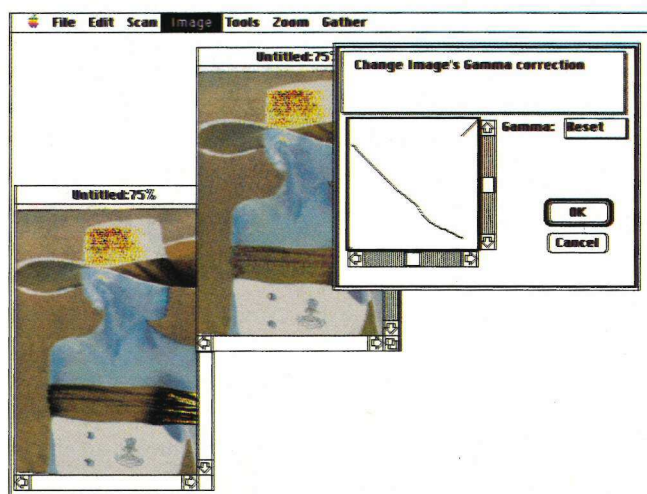 File Edit Scan Image Tools Zoom Gather
Untitled:75%
Change Image's Gamma correction
Gamma: Reset
OK
Cancel
Untitled:75%